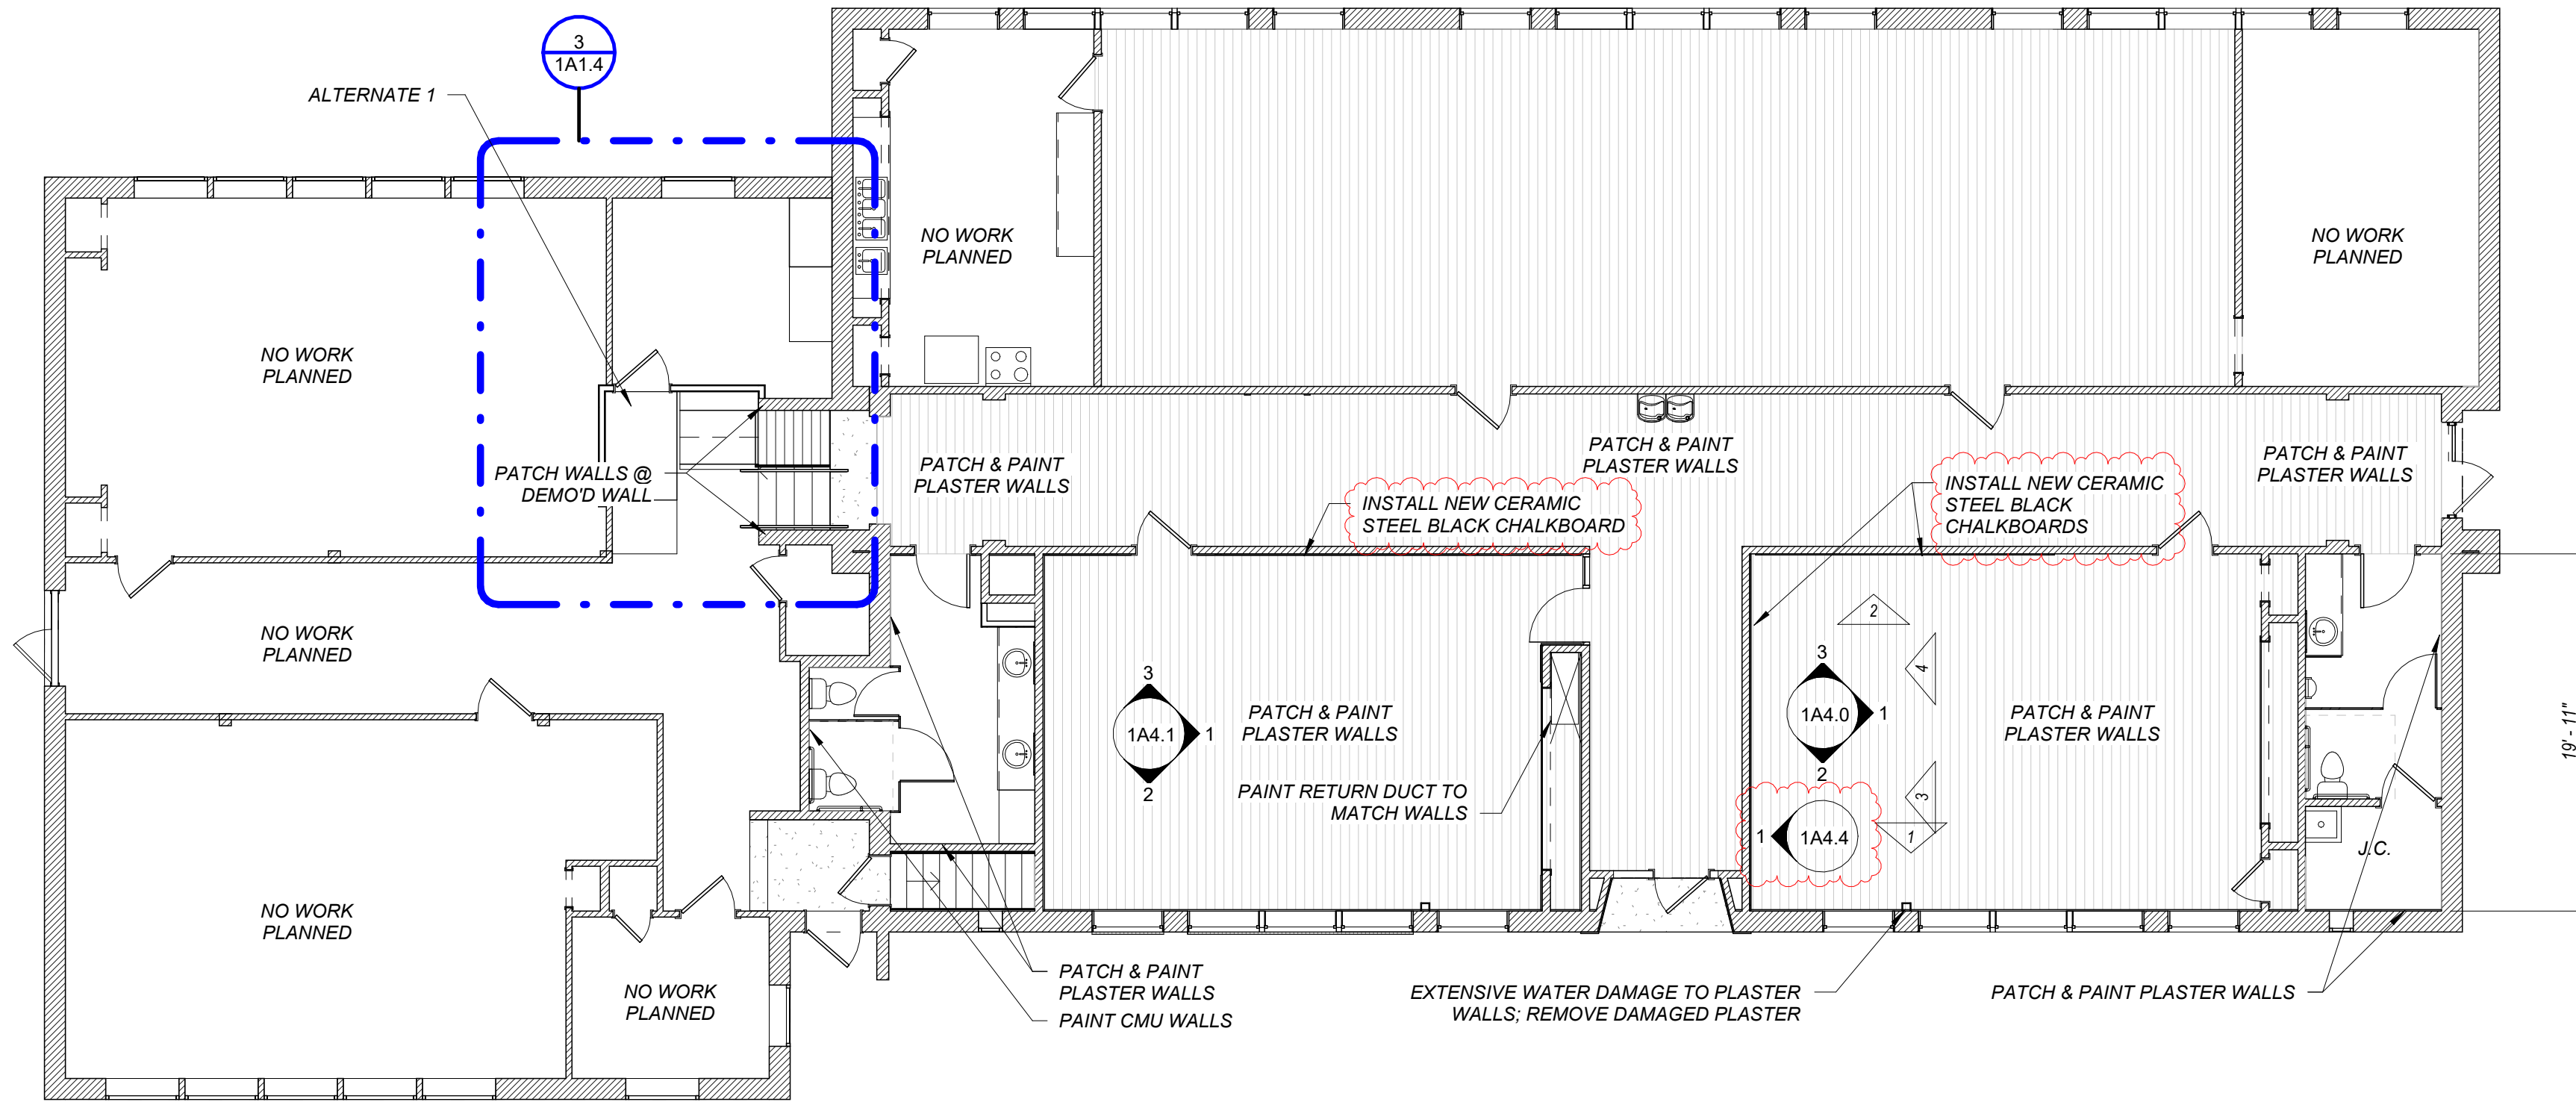 3
1A1.4
ALTERNATE 1
NO WORK
PLANNED
NO WORK
PLANNED
NO WORK
PLANNED
PATCH WALLS @
DEMO'D WALL
PATCH & PAINT
PLASTER WALLS
PATCH & PAINT
PLASTER WALLS
PATCH & PAINT
PLASTER WALLS
INSTALL NEW CERAMIC
STEEL BLACK CHALKBOARD
INSTALL NEW CERAMIC
STEEL BLACK
CHALKBOARDS
NO WORK
PLANNED
3
1A4.1
1
2
PATCH & PAINT
PLASTER WALLS
PAINT RETURN DUCT TO
MATCH WALLS
2
4
3
1
3
1A4.0
1
2
1
1A4.4
PATCH & PAINT
PLASTER WALLS
J.C.
19' - 11"
NO WORK
PLANNED
NO WORK
PLANNED
PATCH & PAINT
PLASTER WALLS
PAINT CMU WALLS
EXTENSIVE WATER DAMAGE TO PLASTER
WALLS; REMOVE DAMAGED PLASTER
PATCH & PAINT PLASTER WALLS